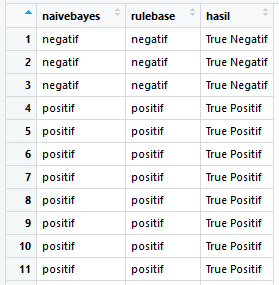 naivebayes rulebase hasil
1 negatif negatif True Negatif
2 negatif negatif True Negatif
3 negatif negatif True Negatif
4 positif positif True Positif
5 positif positif True Positif
6 positif positif True Positif
7 positif positif True Positif
8 positif positif True Positif
9 positif positif True Positif
10 positif positif True Positif
11 positif positif True Positif